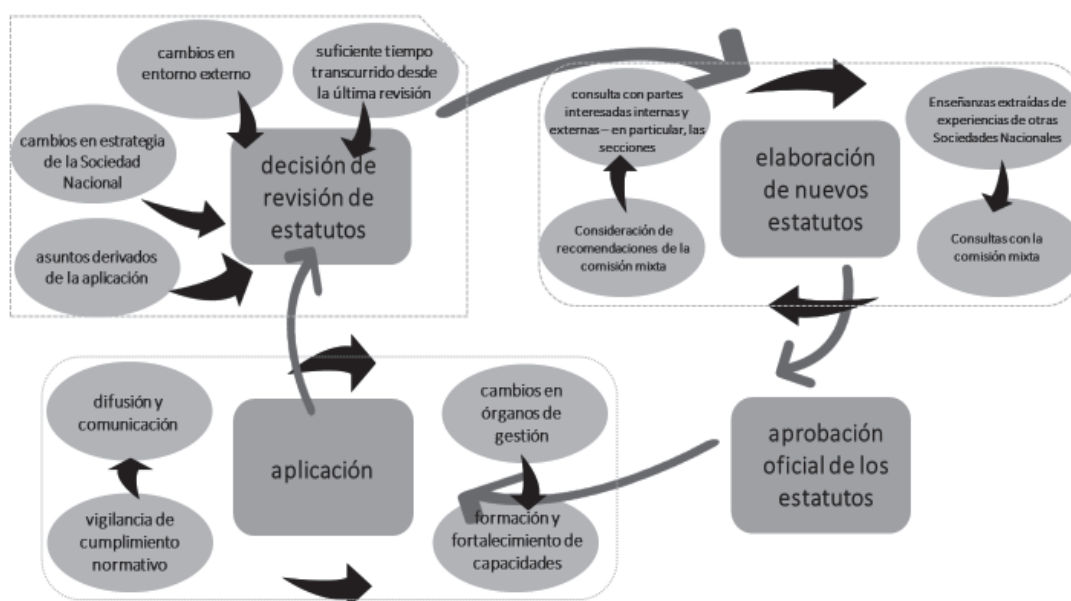 cambios en
entorno externo
suficiente tiempo
transcurrido desde
la última revisión
cambios en estrategia
de la Sociedad
Nacional
asuntos derivados
de la aplicación
decisión de
revisión de
estatutos
consulta con partes
interesadas internas y
externas – en particular, las
secciones
Consideración de
recomendaciones de la
comisión mixta
elaboración
de nuevos
estatutos
Enseñanzas extraídas de
experiencias de otras
Sociedades Nacionales
Consultas con la
comisión mixta
aprobación
oficial de los
estatutos
difusión y
comunicación
vigilancia de
cumplimiento
normativo
aplicación
cambios en
órganos de
gestión
formación y
fortalecimiento de
capacidades